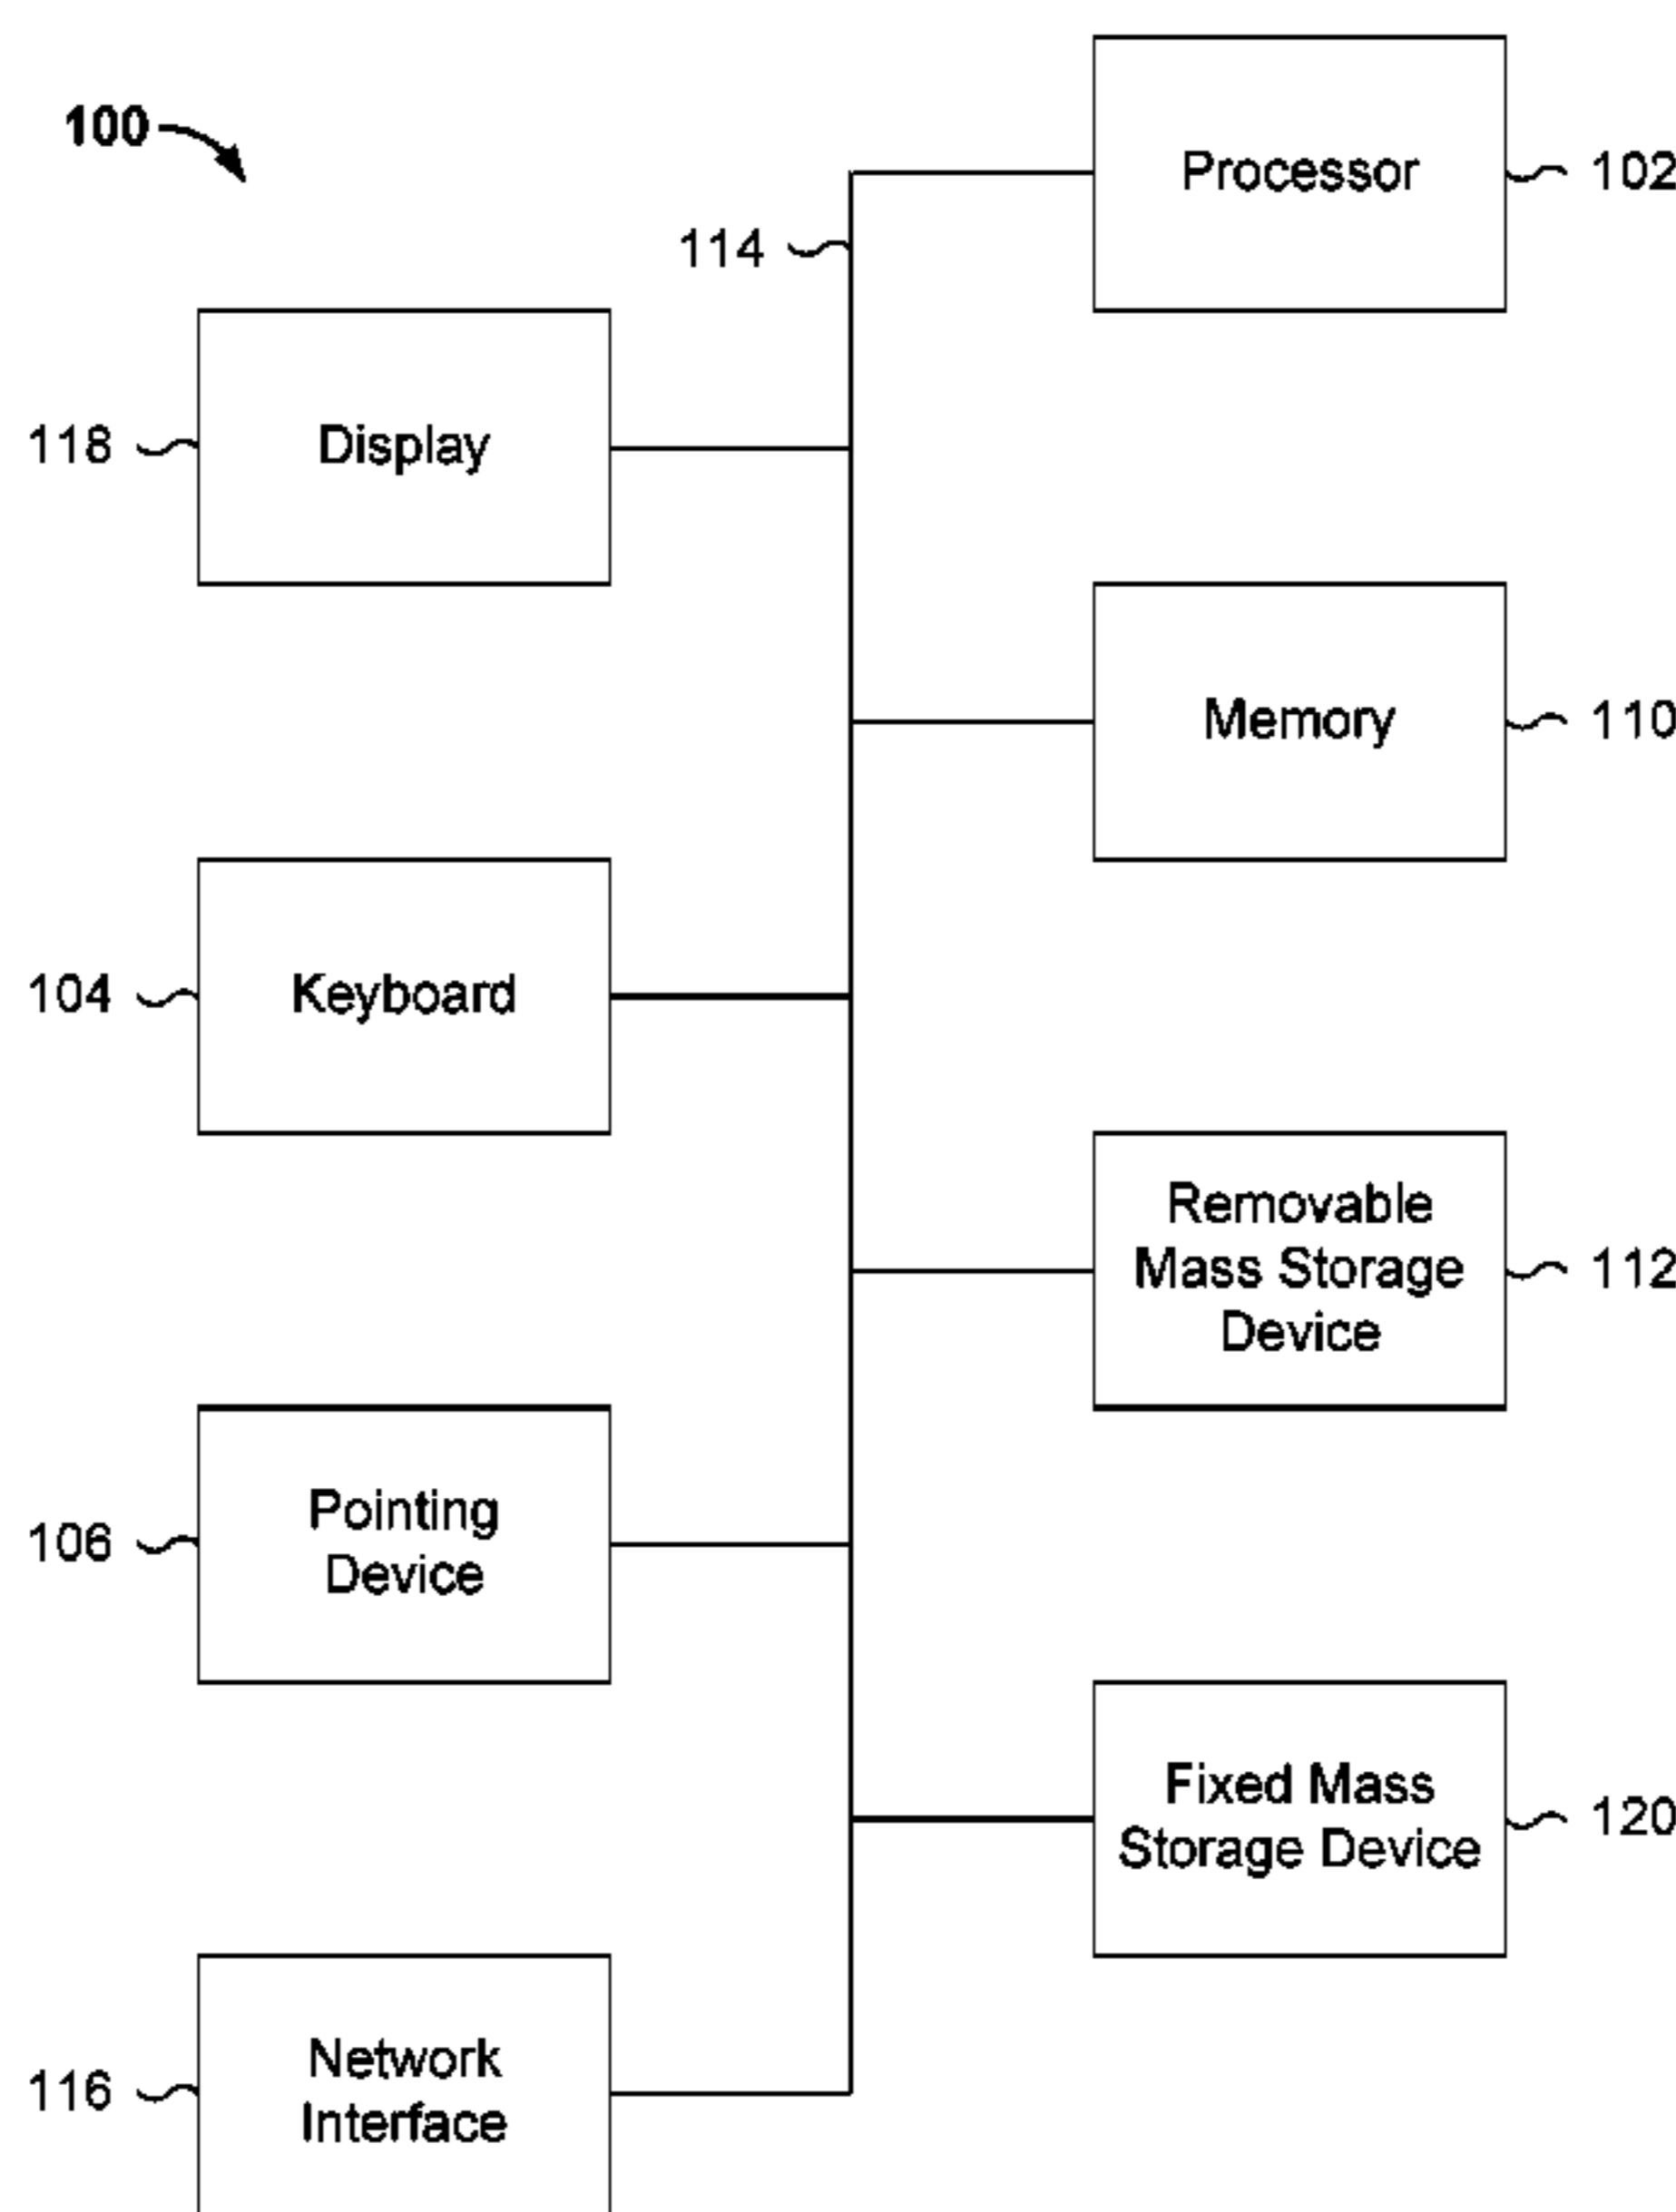 100
Processor
102
114
118
Display
Memory
110
104
Keyboard
Removable
Mass Storage
Device
112
106
Pointing
Device
Fixed Mass
Storage Device
120
116
Network
Interface